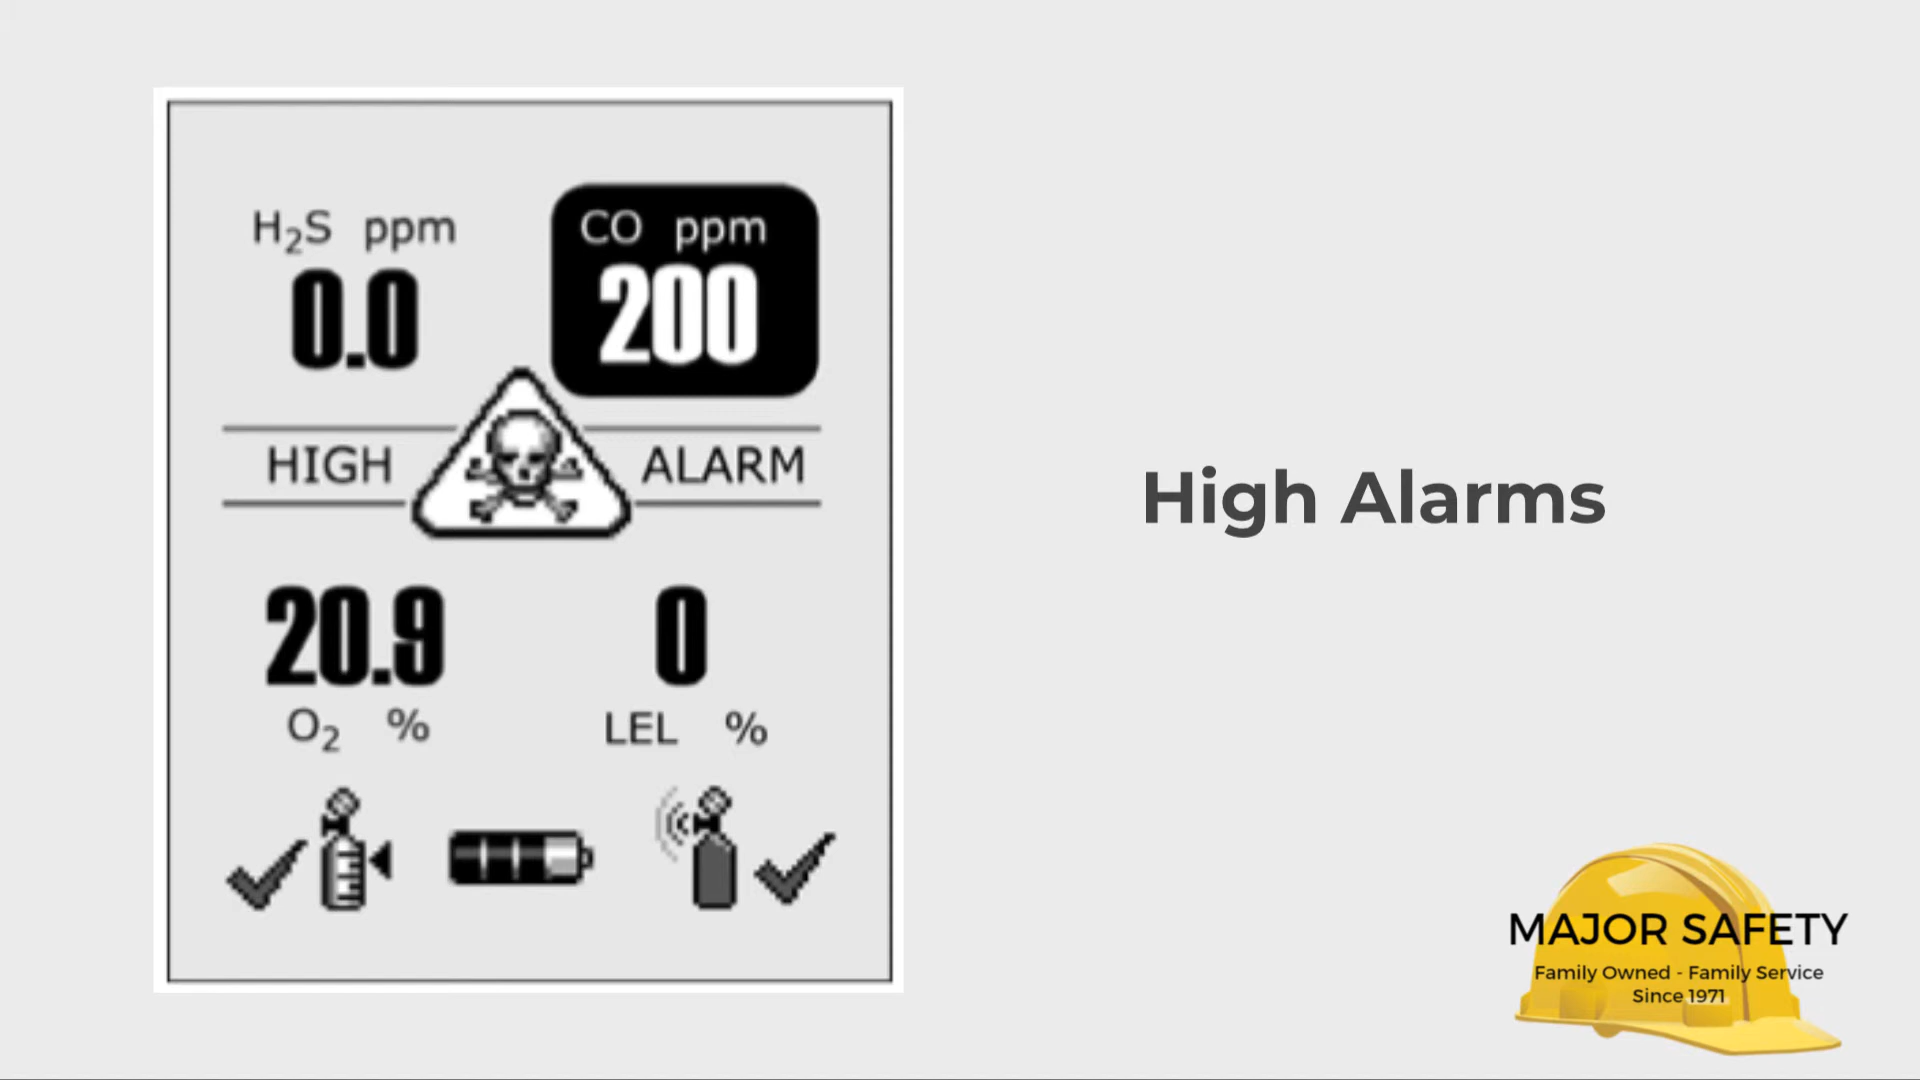 H₂S ppm
0.0
CO ppm
200
HIGH ALARM
20.9
O₂ %
0
LEL %
High Alarms
MAJOR SAFETY
Family Owned - Family Service
Since 1971